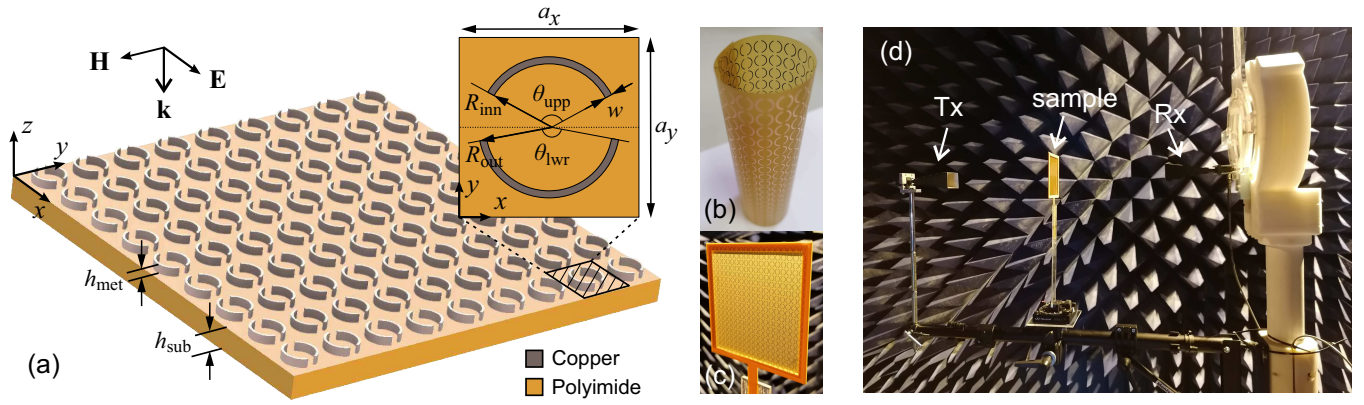 H
E
k
z
y
x
h_met
h_sub
(a)
a_x
a_y
R_inn
θ_upp
w
R_out
θ_lwr
y
x
Copper
Polyimide
(b)
(c)
(d)
Tx
sample
Rx